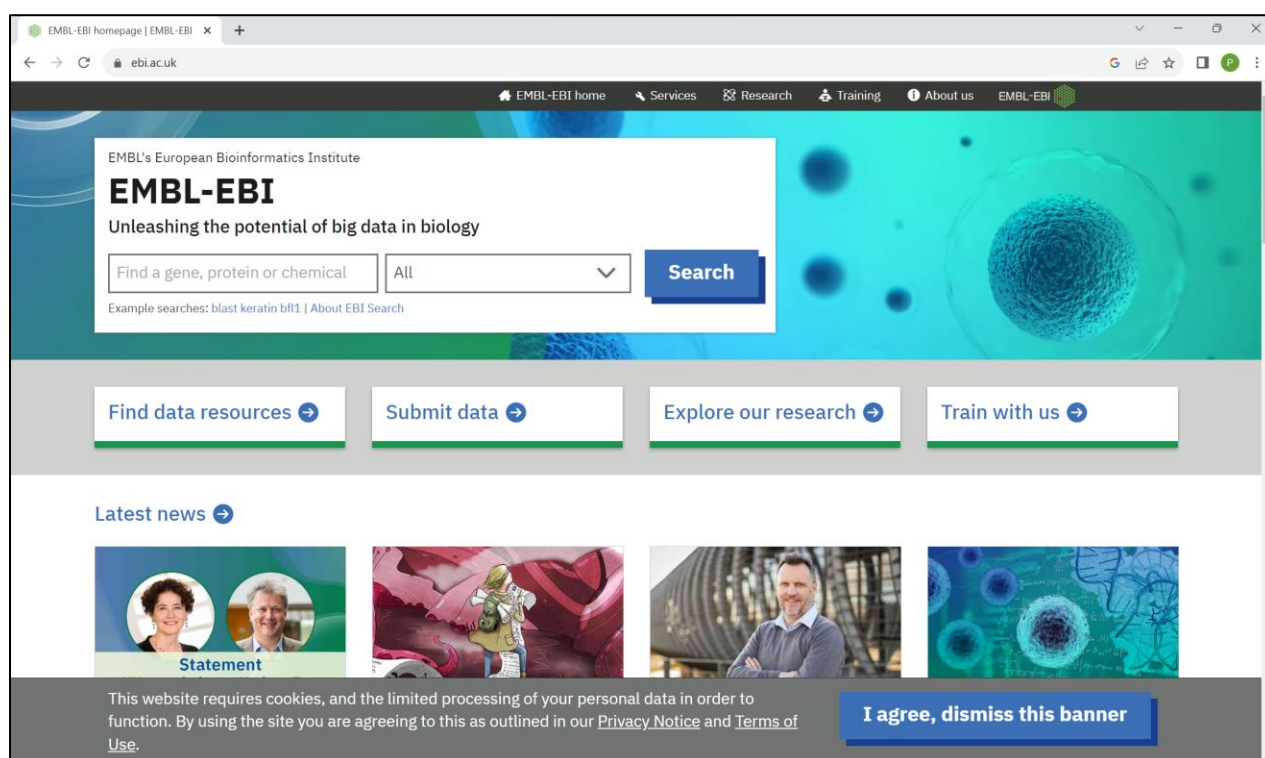 EMBL-EBI homepage | EMBL-EBI
ebi.ac.uk
G
P
EMBL-EBI home Services Research Training About us EMBL-EBI
EMBL's European Bioinformatics Institute
EMBL-EBI
Unleashing the potential of big data in biology
Find a gene, protein or chemical All Search
Example searches: blast keratin bfl1 | About EBI Search
Find data resources Submit data Explore our research Train with us
Latest news
Statement
This website requires cookies, and the limited processing of your personal data in order to
function. By using the site you are agreeing to this as outlined in our Privacy Notice and Terms of
Use.
I agree, dismiss this banner